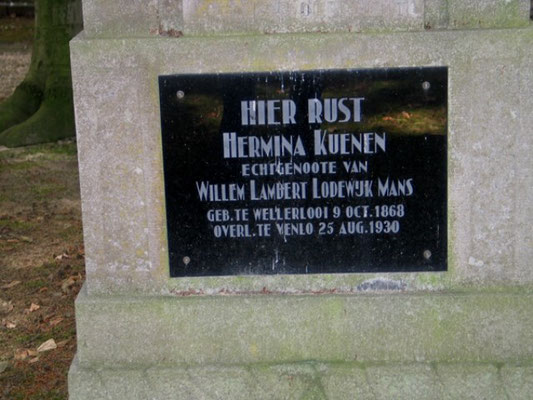 HIER RUST
HERMINA KUENEN
ECHTGENOOTE VAN
WILLEM LAMBERT LODEWIJK MANS
GEB.TE WELLERLOOI 9 OCT.1868
OVERL.TE VENLO 25 AUG.1930